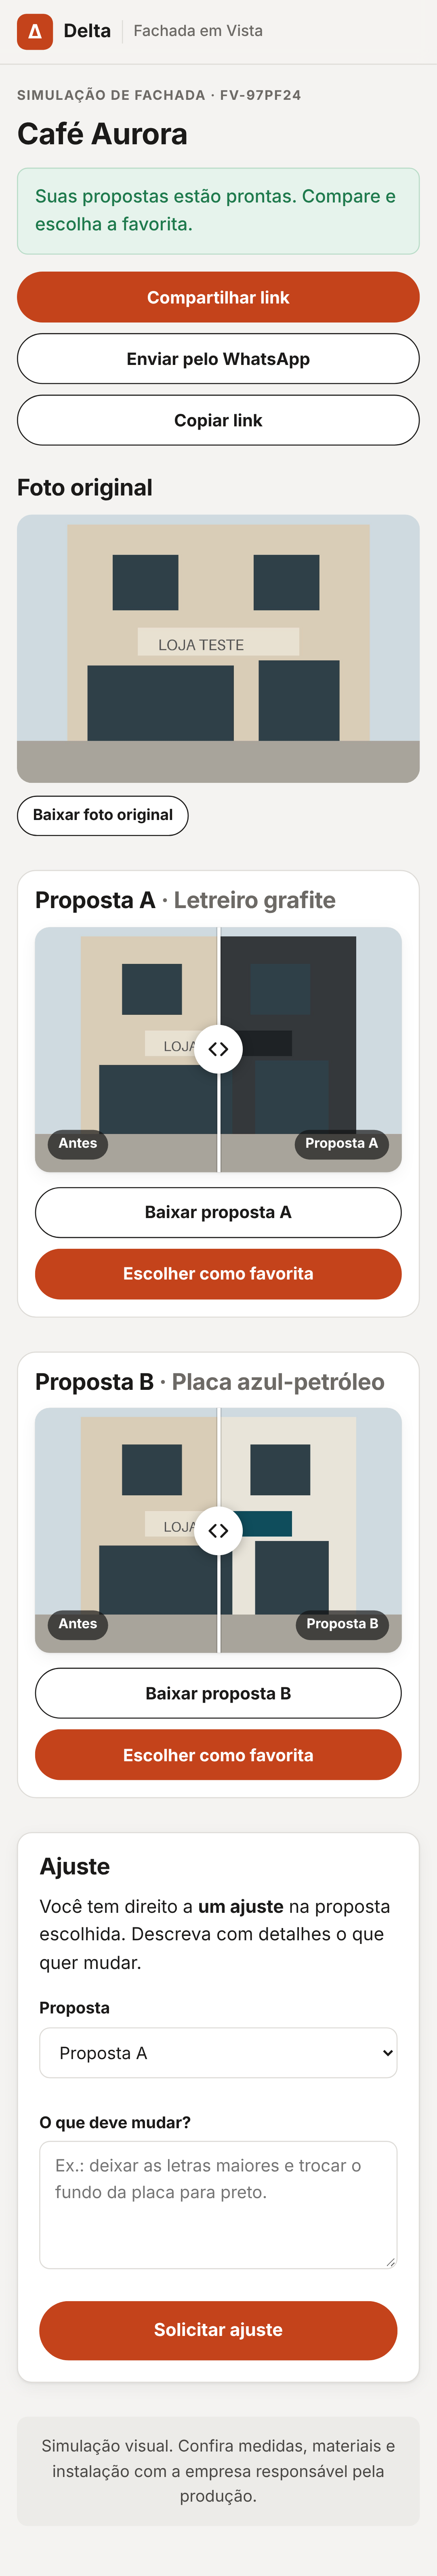 Δ Delta Fachada em Vista
SIMULAÇÃO DE FACHADA · FV-97PF24
Café Aurora
Suas propostas estão prontas. Compare e
escolha a favorita.
Compartilhar link
Enviar pelo WhatsApp
Copiar link
Foto original
LOJA TESTE
Baixar foto original
Proposta A · Letreiro grafite
LOJA
Antes
Proposta A
Baixar proposta A
Escolher como favorita
Proposta B · Placa azul-petróleo
LOJA
Antes
Proposta B
Baixar proposta B
Escolher como favorita
Ajuste
Você tem direito a um ajuste na proposta
escolhida. Descreva com detalhes o que
quer mudar.
Proposta
Proposta A
O que deve mudar?
Ex.: deixar as letras maiores e trocar o
fundo da placa para preto.
Solicitar ajuste
Simulação visual. Confira medidas, materiais e
instalação com a empresa responsável pela
produção.